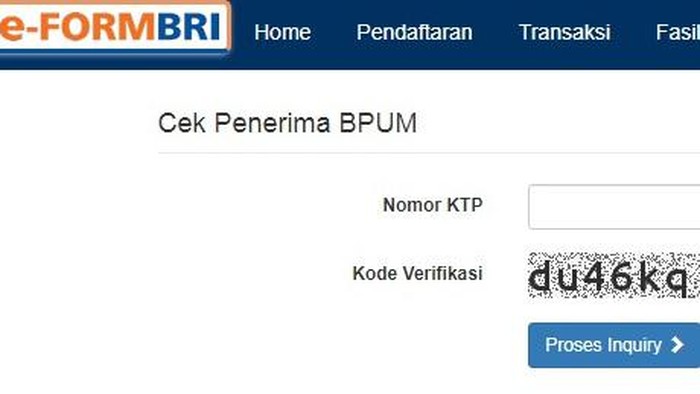 e-FORMBRI Home Pendaftaran Transaksi Fasil
Cek Penerima BPUM
Nomor KTP
Kode Verifikasi du46kq
Proses Inquiry